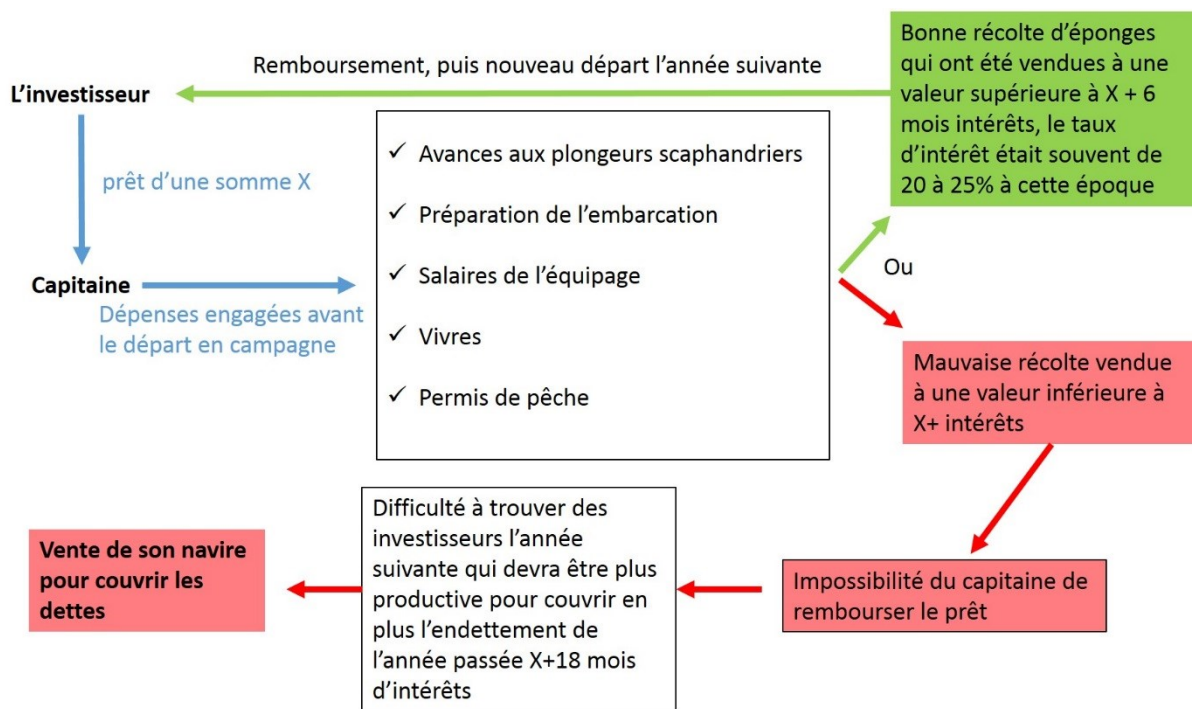 Remboursement, puis nouveau départ l’année suivante
L’investisseur
prêt d’une somme X
Capitaine
Dépenses engagées avant
le départ en campagne
✓ Avances aux plongeurs scaphandriers
✓ Préparation de l’embarcation
✓ Salaires de l’équipage
✓ Vivres
✓ Permis de pêche
Bonne récolte d’éponges
qui ont été vendues à une
valeur supérieure à X + 6
mois intérêts, le taux
d’intérêt était souvent de
20 à 25% à cette époque
Ou
Mauvaise récolte vendue
à une valeur inférieure à
X+ intérêts
Impossibilité du capitaine de
rembourser le prêt
Difficulté à trouver des
investisseurs l’année
suivante qui devra être plus
productive pour couvrir en
plus l’endettement de
l’année passée X+18 mois
d’intérêts
Vente de son navire
pour couvrir les
dettes